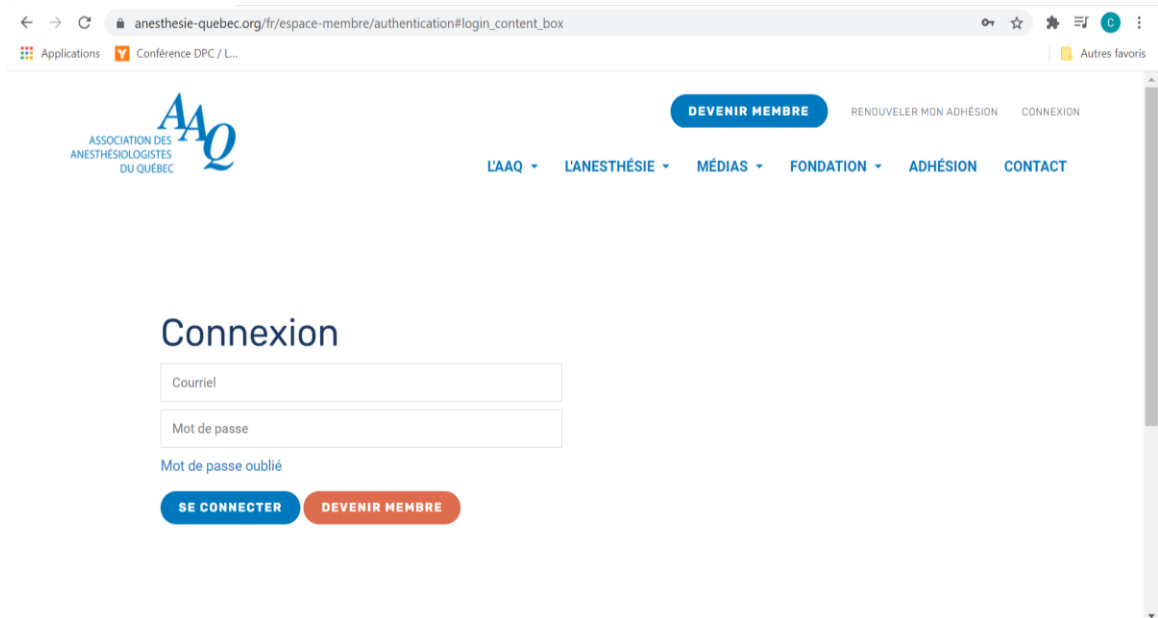 anesthesie-quebec.org/fr/espace-membre/authentication#login_content_box
C
Applications
Conférence DPC / L...
Autres favoris
AAQ
ASSOCIATION DES
ANESTHÉSIOLOGISTES
DU QUÉBEC
DEVENIR MEMBRE RENOUVELER MON ADHÉSION CONNEXION
L'AAQ L'ANESTHÉSIE MÉDIAS FONDATION ADHÉSION CONTACT
Connexion
Courriel
Mot de passe
Mot de passe oublié
SE CONNECTER DEVENIR MEMBRE